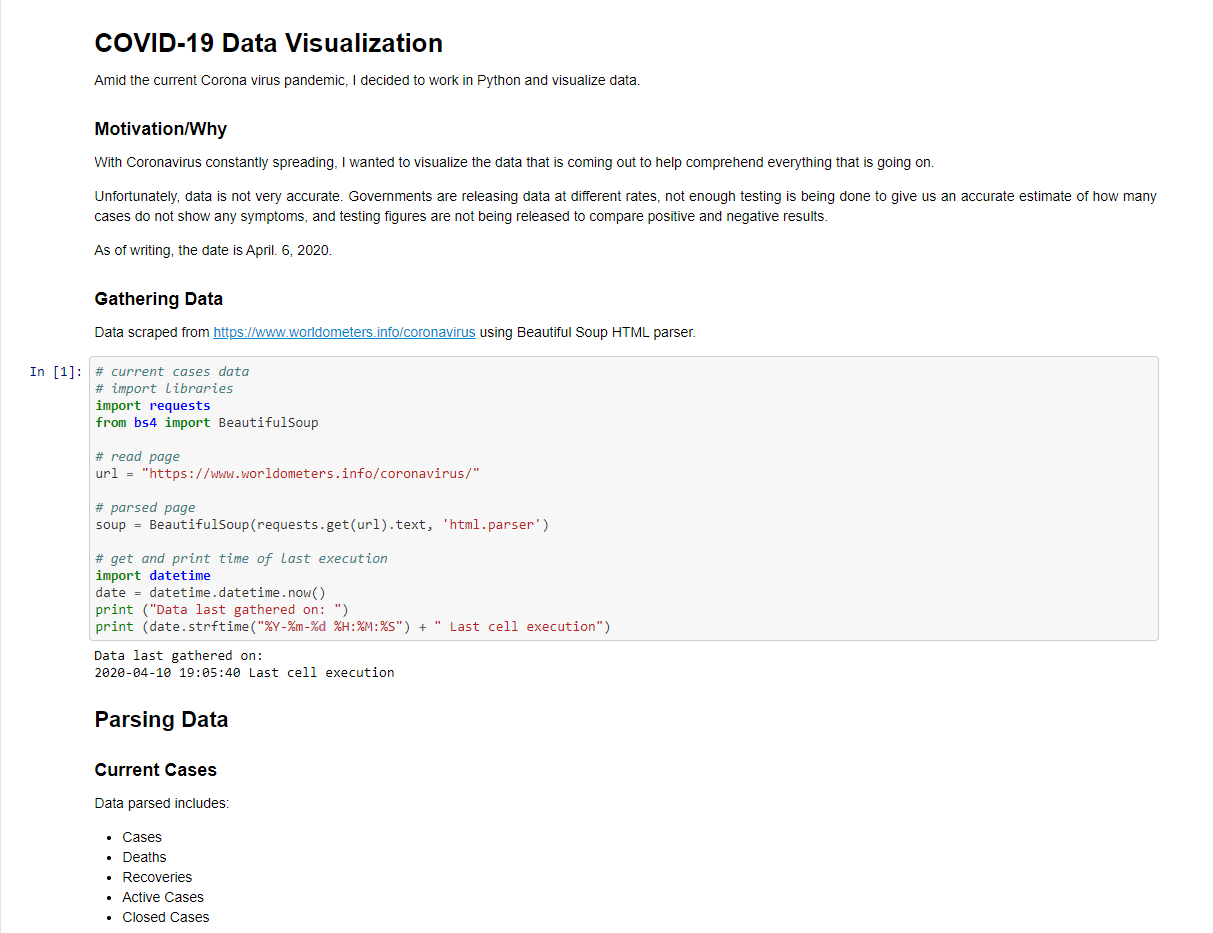 COVID-19 Data Visualization
Amid the current Corona virus pandemic, I decided to work in Python and visualize data.
Motivation/Why
With Coronavirus constantly spreading, I wanted to visualize the data that is coming out to help comprehend everything that is going on.
Unfortunately, data is not very accurate. Governments are releasing data at different rates, not enough testing is being done to give us an accurate estimate of how many
cases do not show any symptoms, and testing figures are not being released to compare positive and negative results.
As of writing, the date is April. 6, 2020.
Gathering Data
Data scraped from https://www.worldometers.info/coronavirus using Beautiful Soup HTML parser.
In [1]: # current cases data
# import libraries
import requests
from bs4 import BeautifulSoup
# read page
url = "https://www.worldometers.info/coronavirus/"
# parsed page
soup = BeautifulSoup(requests.get(url).text, 'html.parser')
# get and print time of last execution
import datetime
date = datetime.datetime.now()
print ("Data last gathered on: ")
print (date.strftime("%Y-%m-%d %H:%M:%S") + " Last cell execution")
Data last gathered on:
2020-04-10 19:05:40 Last cell execution
Parsing Data
Current Cases
Data parsed includes:
• Cases
• Deaths
• Recoveries
• Active Cases
• Closed Cases